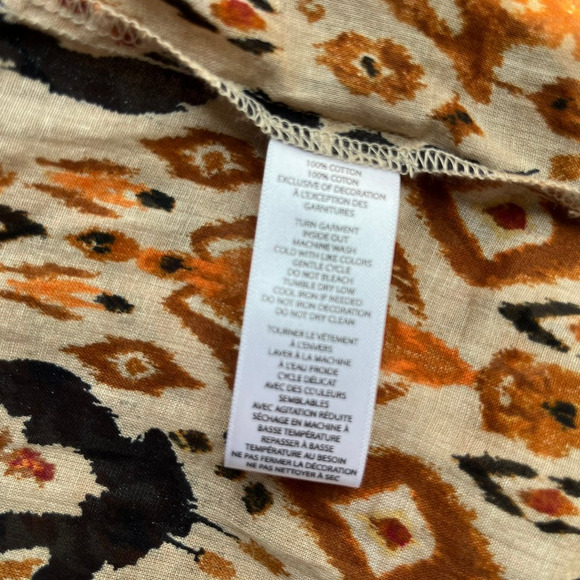 100% COTTON
100% COTON
EXCLUSIVE OF DECORATION
À L'EXCEPTION DES
GARNITURES
TURN GARMENT
INSIDE OUT
MACHINE WASH
COLD WITH LIKE COLORS
GENTLE CYCLE
DO NOT BLEACH
TUMBLE DRY LOW
COOL IRON IF NEEDED
DO NOT IRON DECORATION
DO NOT DRY CLEAN
TOURNER LE VÊTEMENT
À L'ENVERS
LAVER À LA MACHINE
À L'EAU FROIDE
CYCLE DÉLICAT
AVEC DES COULEURS
SEMBLABLES
AVEC AGITATION RÉDUITE
SÉCHAGE EN MACHINE À
BASSE TEMPÉRATURE
REPASSER À BASSE
TEMPÉRATURE AU BESOIN
NE PAS FERMER LA DÉCORATION
NE PAS NETTOYER À SEC